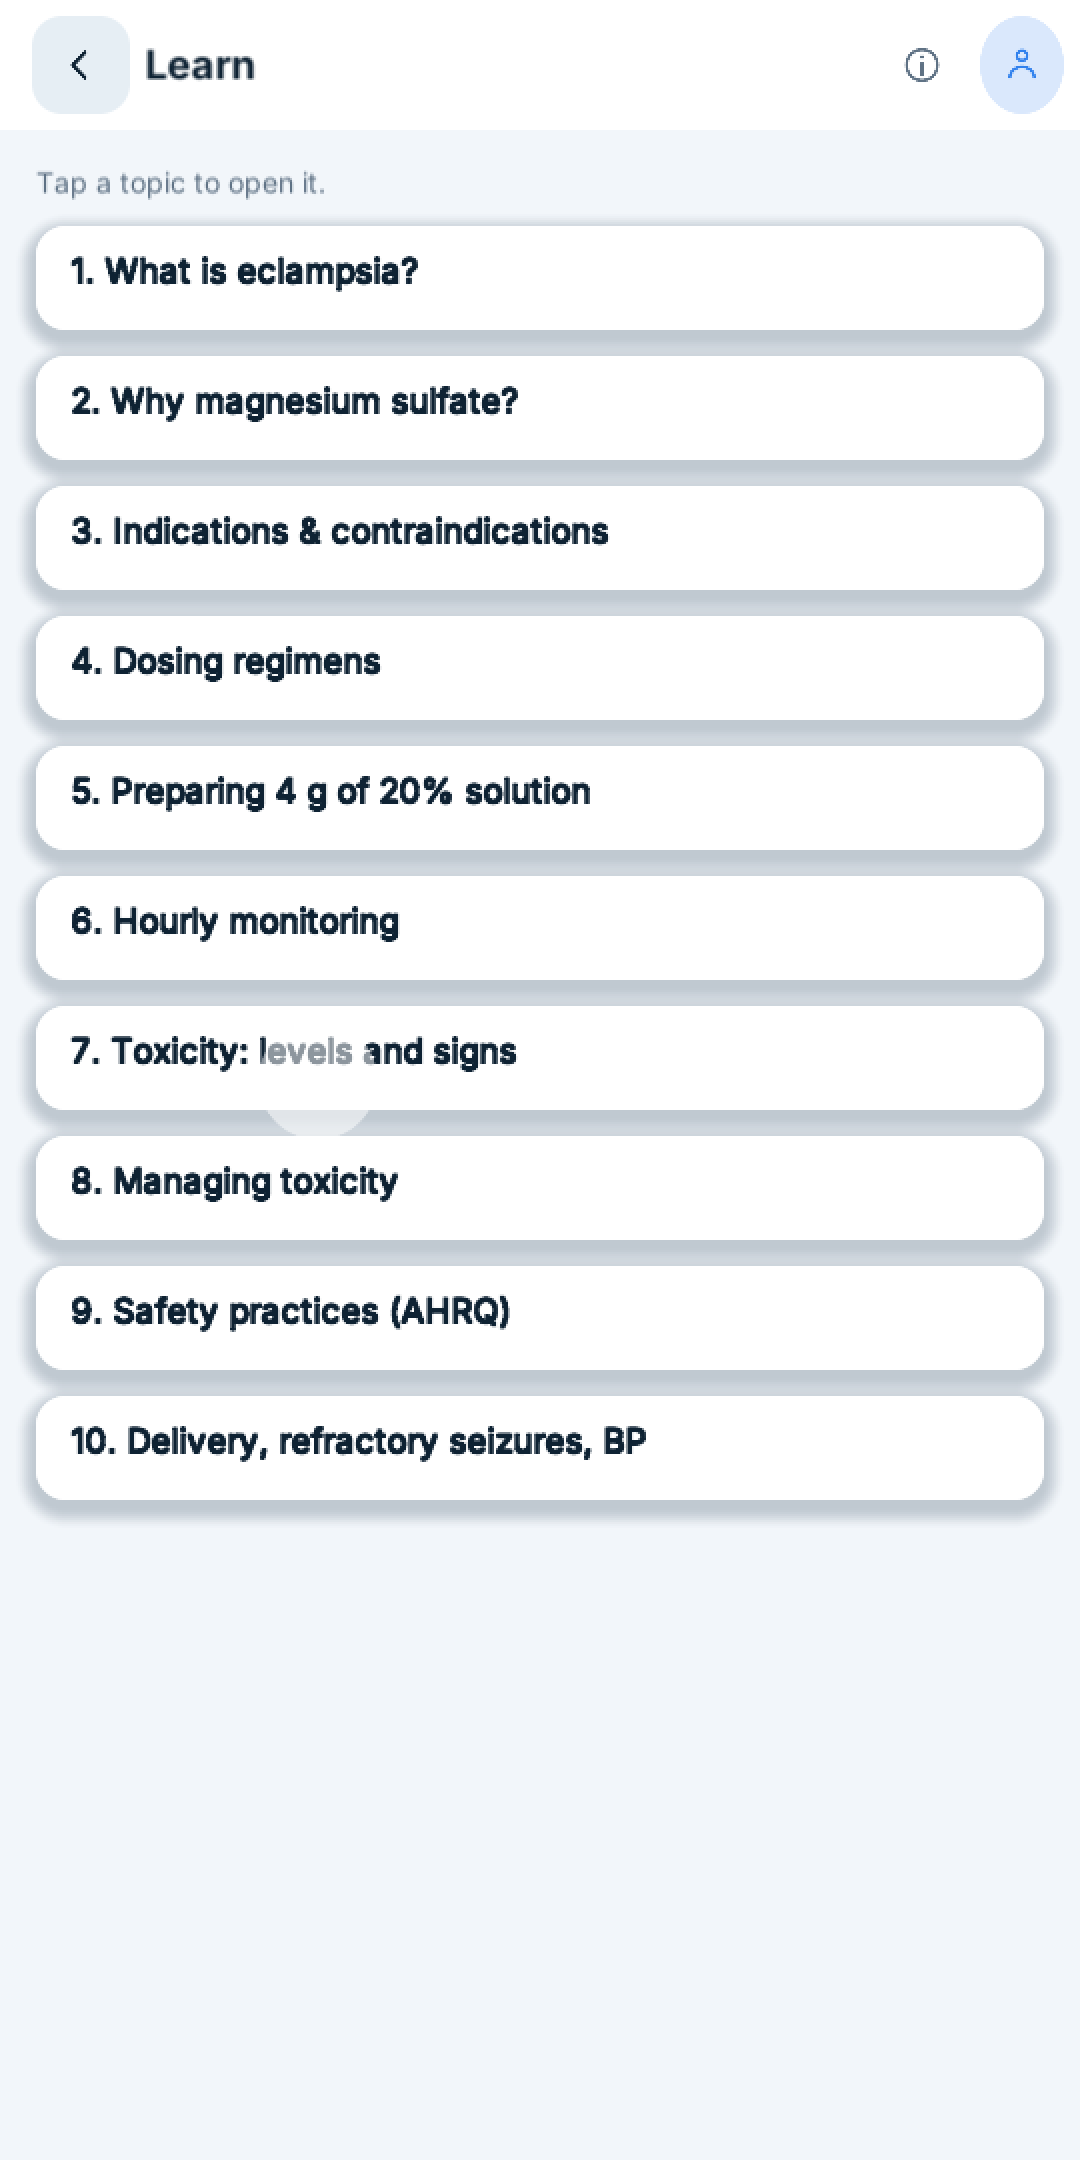 Learn
Tap a topic to open it.
1. What is eclampsia?
2. Why magnesium sulfate?
3. Indications & contraindications
4. Dosing regimens
5. Preparing 4 g of 20% solution
6. Hourly monitoring
7. Toxicity: levels and signs
8. Managing toxicity
9. Safety practices (AHRQ)
10. Delivery, refractory seizures, BP